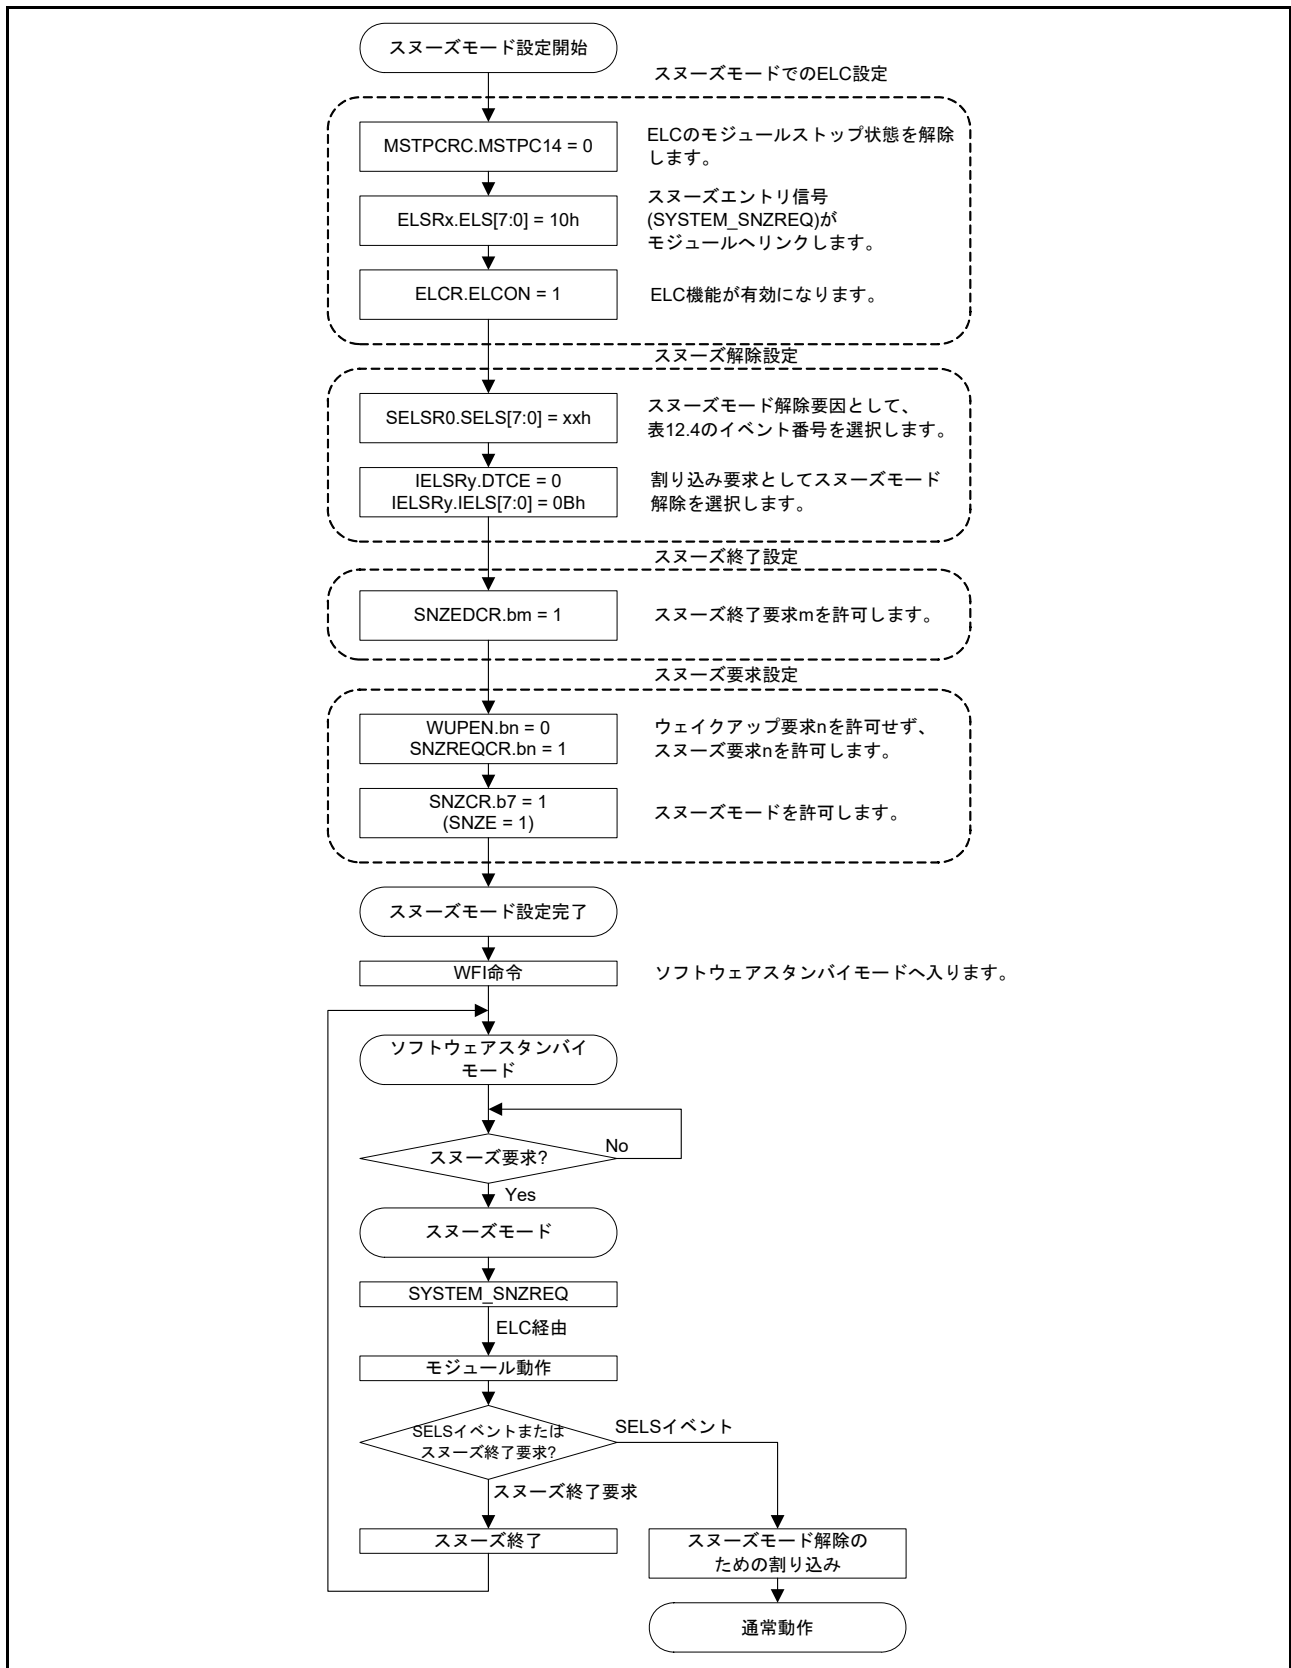 スヌーズモード設定開始
スヌーズモードでのELC設定
MSTPCRC.MSTPC14 = 0
ELCのモジュールストップ状態を解除
します。
ELSRx.ELS[7:0] = 10h
スヌーズエントリ信号
(SYSTEM_SNZREQ)が
モジュールへリンクします。
ELCR.ELCON = 1
ELC機能が有効になります。
スヌーズ解除設定
SELSR0.SELS[7:0] = xxh
スヌーズモード解除要因として、
表12.4のイベント番号を選択します。
IELSRy.DTCE = 0
IELSRy.IELS[7:0] = 0Bh
割り込み要求としてスヌーズモード
解除を選択します。
スヌーズ終了設定
SNZEDCR.bm = 1
スヌーズ終了要求mを許可します。
スヌーズ要求設定
WUPEN.bn = 0
SNZREQCR.bn = 1
ウェイクアップ要求nを許可せず、
スヌーズ要求nを許可します。
SNZCR.b7 = 1
(SNZE = 1)
スヌーズモードを許可します。
スヌーズモード設定完了
WFI命令
ソフトウェアスタンバイモードへ入ります。
ソフトウェアスタンバイ
モード
スヌーズ要求?
No
Yes
スヌーズモード
SYSTEM_SNZREQ
ELC経由
モジュール動作
SELSイベントまたは
スヌーズ終了要求?
SELSイベント
スヌーズ終了要求
スヌーズ終了
スヌーズモード解除の
ための割り込み
通常動作